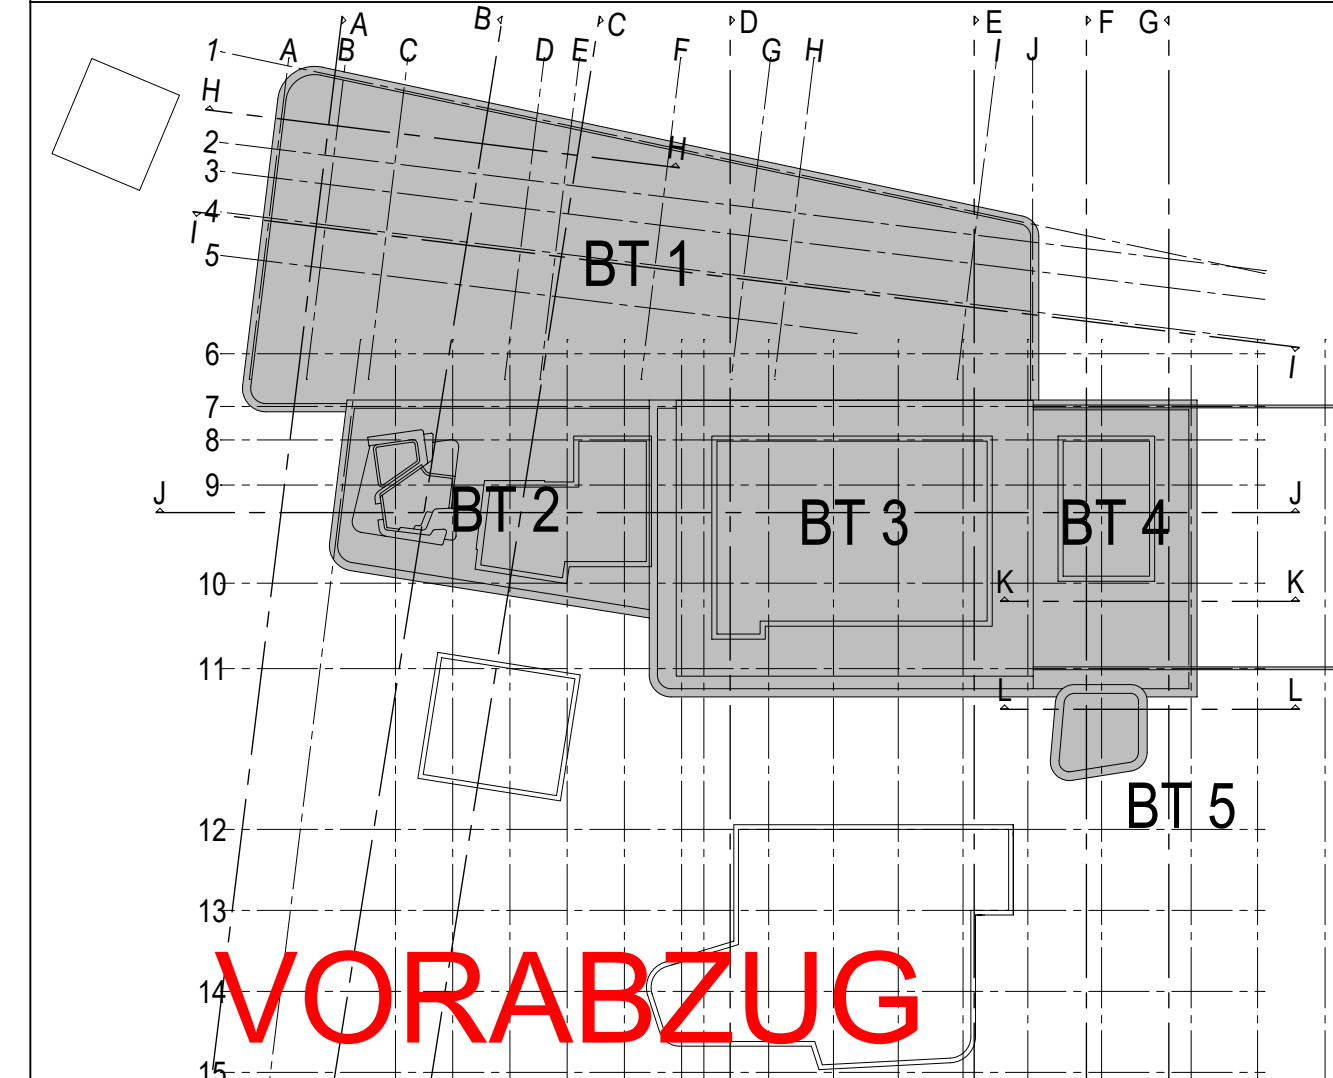 A B C D E F G
1 A B C D E F G H I J
H
H
2
3
4
I
5
BT 1
6
I
7
8
9
J J
BT 2 BT 3 BT 4
10
K K
11
L L
BT 5
12
13
VORABZUG
14
15